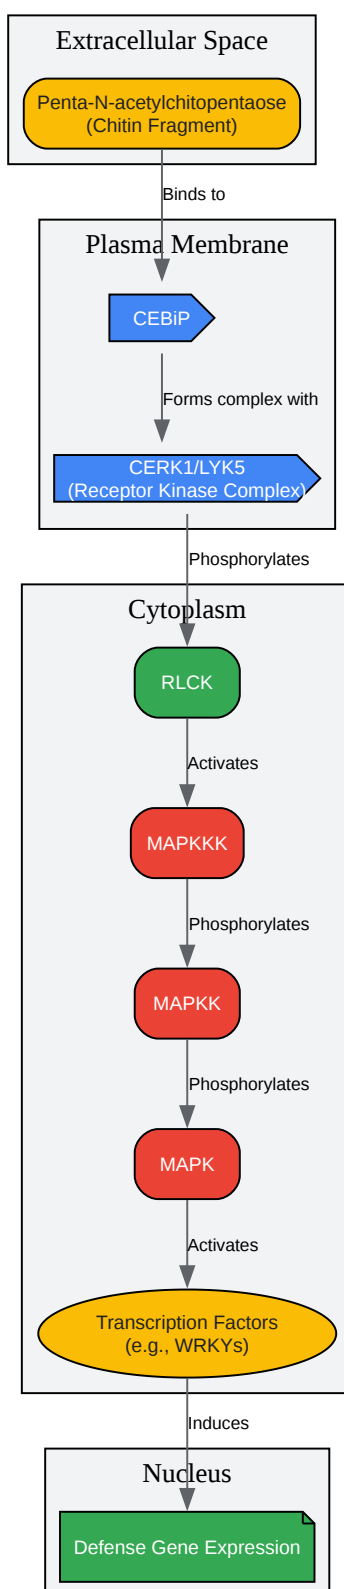 Extracellular Space
Penta-N-acetylchitopentaose
(Chitin Fragment)
Binds to
Plasma Membrane
CEBiP
Forms complex with
CERK1/LYK5
(Receptor Kinase Complex)
Phosphorylates
Cytoplasm
RLCK
Activates
MAPKKK
Phosphorylates
MAPKK
Phosphorylates
MAPK
Activates
Transcription Factors
(e.g., WRKYs)
Induces
Nucleus
Defense Gene Expression